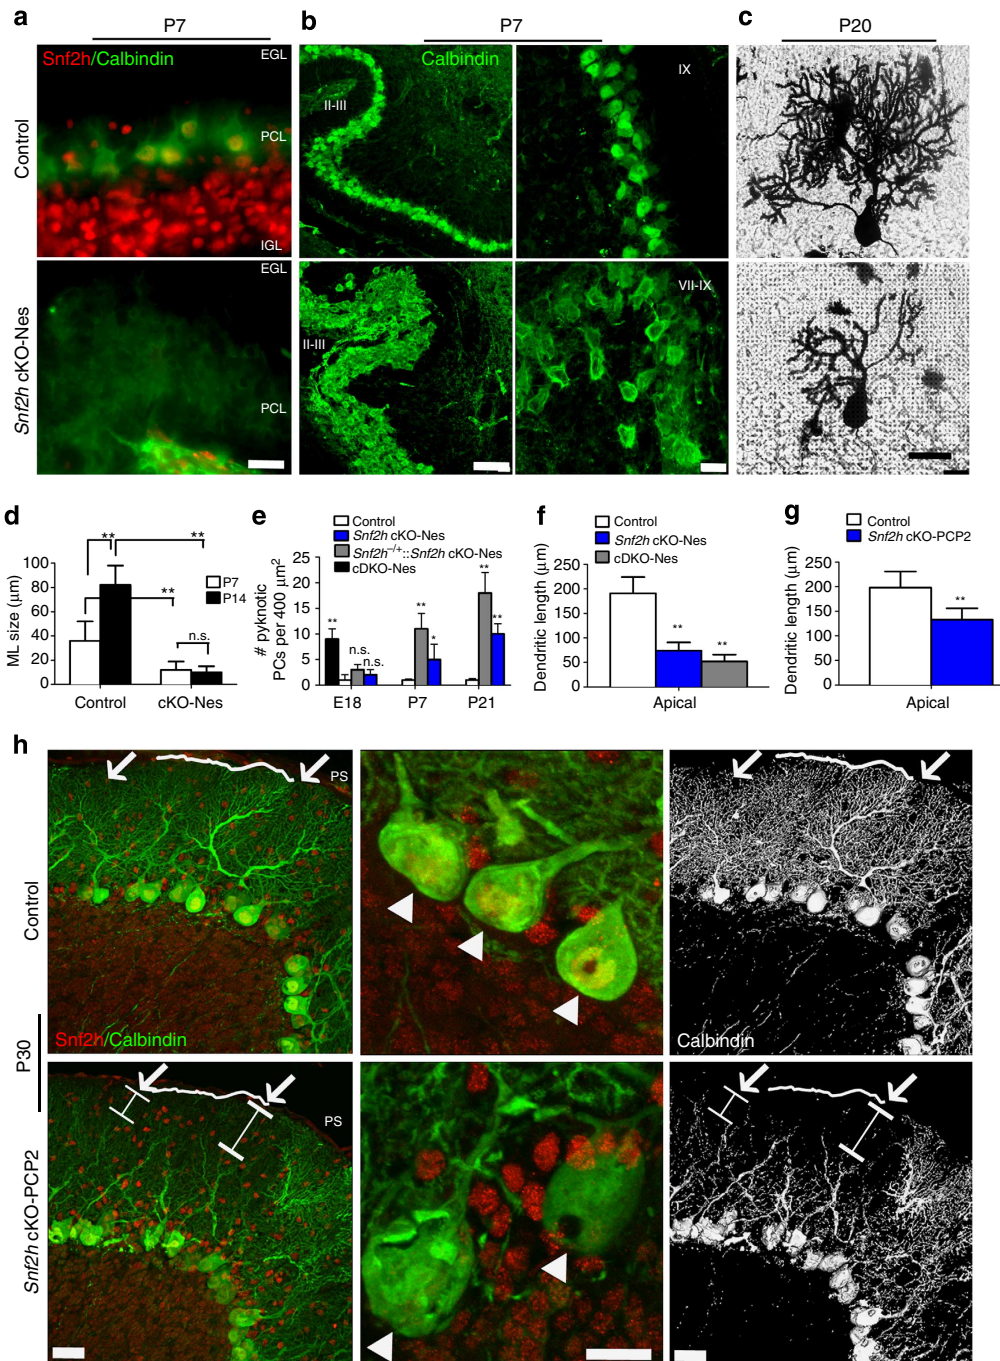 a
P7
b
P7
c
P20
Control
Snf2h cKO-Nes
Snf2h/Calbindin
EGL
PCL
IGL
EGL
PCL
Calbindin
II-III
IX
II-III
VII-IX
d
ML size (μm)
100
80
60
40
20
**
**
**
n.s.
P7
P14
Control
cKO-Nes
e
Control
Snf2h cKO-Nes
Snf2h−/+::Snf2h cKO-Nes
cDKO-Nes
# pyknotic
PCs per 400 μm2
25
20
15
10
5
0
**
n.s.
n.s.
**
*
**
**
E18
P7
P21
f
Control
Snf2h cKO-Nes
cDKO-Nes
Dendritic length (μm)
250
200
150
100
50
0
**
**
Apical
g
Control
Snf2h cKO-PCP2
Dendritic length (μm)
250
200
150
100
50
0
**
Apical
h
P30
Control
Snf2h cKO-PCP2
PS
Snf2h/Calbindin
Calbindin
PS